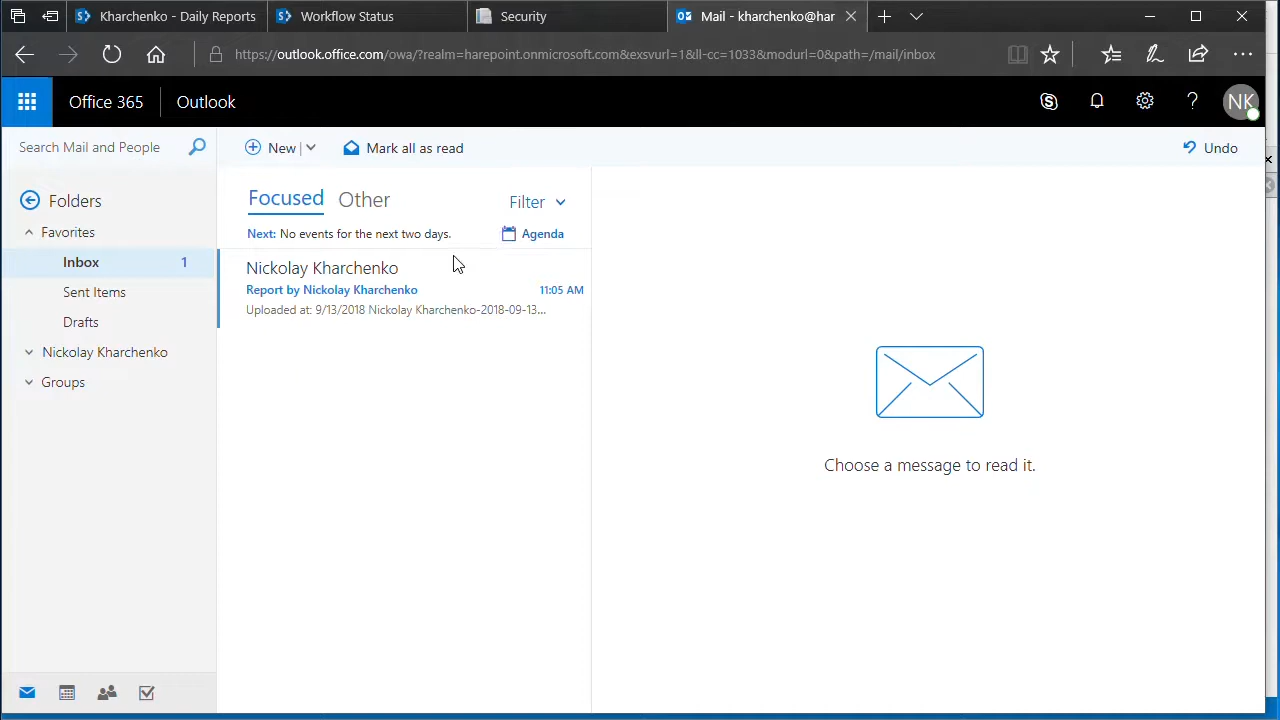 Kharchenko - Daily Reports
Workflow Status
Security
Mail - kharchenko@har
https://outlook.office.com/owa/?realm=harepoint.onmicrosoft.com&exsvurl=1&ll-cc=1033&modurl=0&path=/mail/inbox
Office 365
Outlook
NK
Search Mail and People
New
Mark all as read
Undo
Folders
Favorites
Inbox 1
Sent Items
Drafts
Nickolay Kharchenko
Groups
Focused
Other
Filter
Next: No events for the next two days.
Agenda
Nickolay Kharchenko
Report by Nickolay Kharchenko 11:05 AM
Uploaded at: 9/13/2018 Nickolay Kharchenko-2018-09-13...
Choose a message to read it.